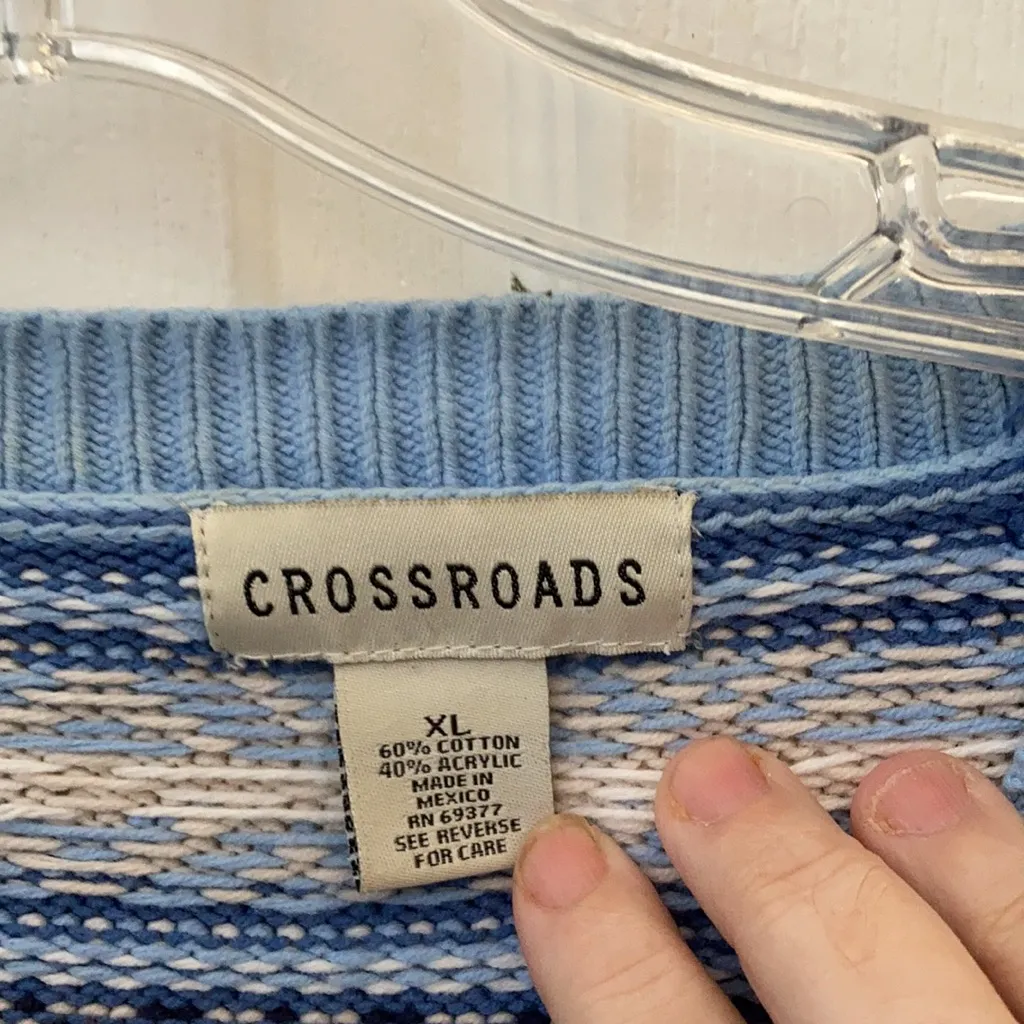 CROSSROADS
XL
60% COTTON
40% ACRYLIC
MADE IN
MEXICO
RN 69377
SEE REVERSE
FOR CARE